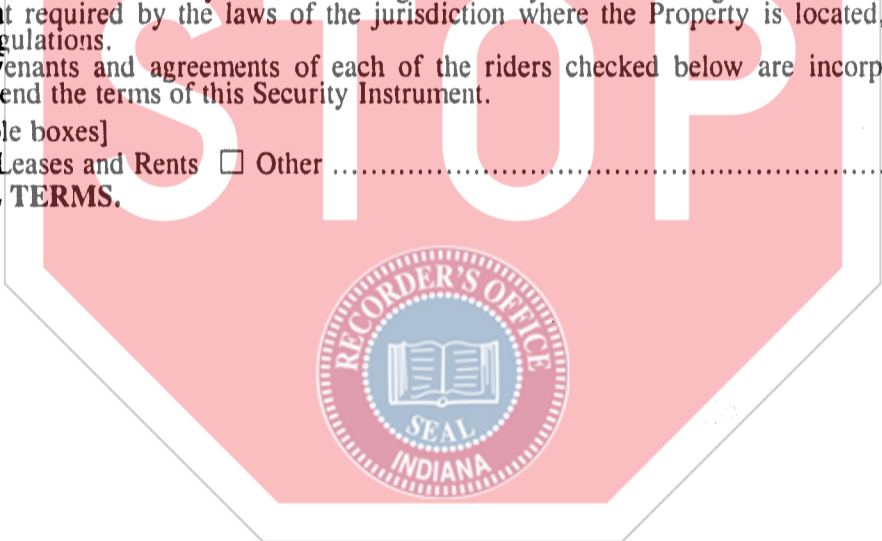 t required by the laws of the jurisdiction where the Property is located,
gulations.
enants and agreements of each of the riders checked below are incorp
end the terms of this Security Instrument.
le boxes]
Leases and Rents ☐ Other ............................................................
TERMS.
STOP!
RECORDER'S OFFICE
SEAL
INDIANA